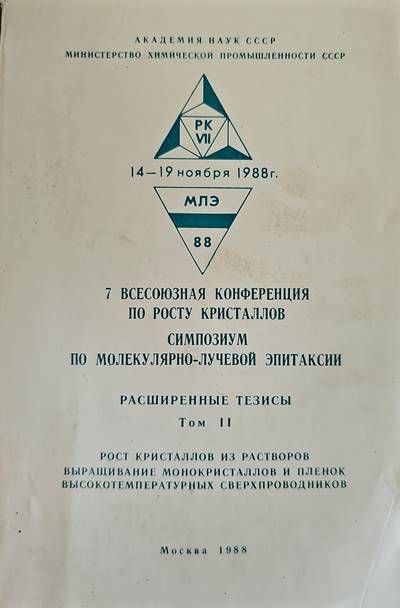 АКАДЕМИЯ НАУК СССР
МИНИСТЕРСТВО ХИМИЧЕСКОЙ ПРОМЫШЛЕННОСТИ СССР
РК
VII
14—19 ноября 1988г.
МЛЭ
88
7 ВСЕСОЮЗНАЯ КОНФЕРЕНЦИЯ
ПО РОСТУ КРИСТАЛЛОВ
СИМПОЗИУМ
ПО МОЛЕКУЛЯРНО-ЛУЧЕВОЙ ЭПИТАКСИИ
РАСШИРЕННЫЕ ТЕЗИСЫ
Том II
РОСТ КРИСТАЛЛОВ ИЗ РАСТВОРОВ
ВЫРАЩИВАНИЕ МОНОКРИСТАЛЛОВ И ПЛЕНОК
ВЫСОКОТЕМПЕРАТУРНЫХ СВЕРХПРОВОДНИКОВ
Москва 1988